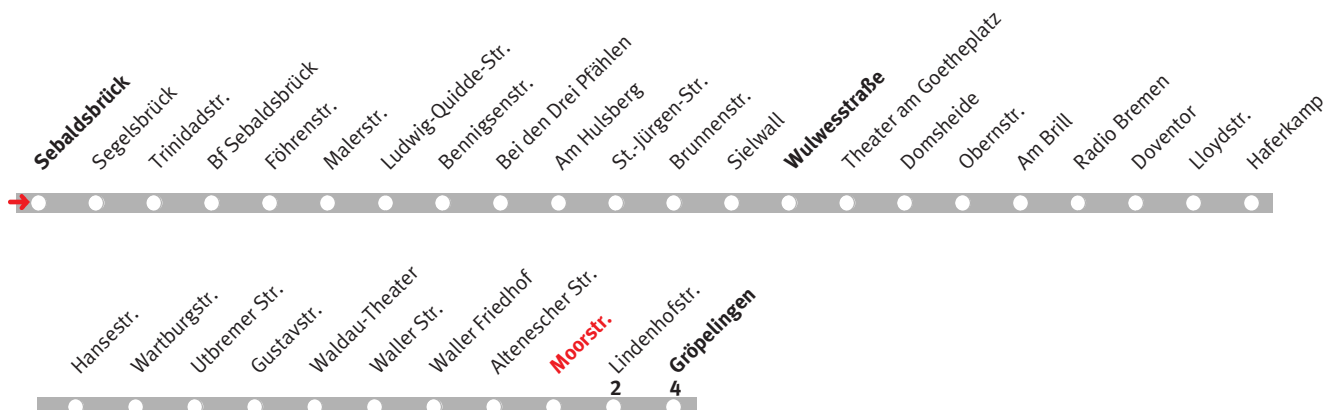 Sebaldsbrück
Segelsbrück
Trinidadstr.
Bf Sebaldsbrück
Föhrenstr.
Malerstr.
Ludwig-Quidde-Str.
Bennigsenstr.
Bei den Drei Pfählen
Am Hulsberg
St.-Jürgen-Str.
Brunnenstr.
Sielwall
Wulwesstraße
Theater am Goetheplatz
Domsheide
Obernstr.
Am Brill
Radio Bremen
Doventor
Lloydstr.
Haferkamp
Hansestr.
Wartburgstr.
Utbremer Str.
Gustavstr.
Waldau-Theater
Waller Str.
Waller Friedhof
Altenescher Str.
Moorstr.
Lindenhofstr.
Gröpelingen
2
4